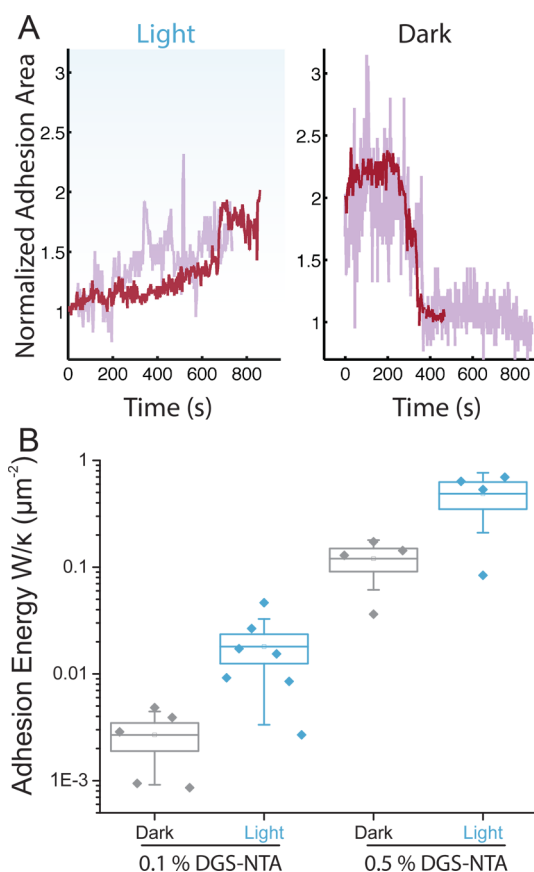 A
Light
Dark
Normalized Adhesion Area
3
2.5
2
1.5
1
0 200 400 600 800
Time (s)
3
2.5
2
1.5
1
0 200 400 600 800
Time (s)
B
Adhesion Energy W/κ (μm⁻²)
1
0.1
0.01
1E-3
Dark Light Dark Light
0.1 % DGS-NTA 0.5 % DGS-NTA